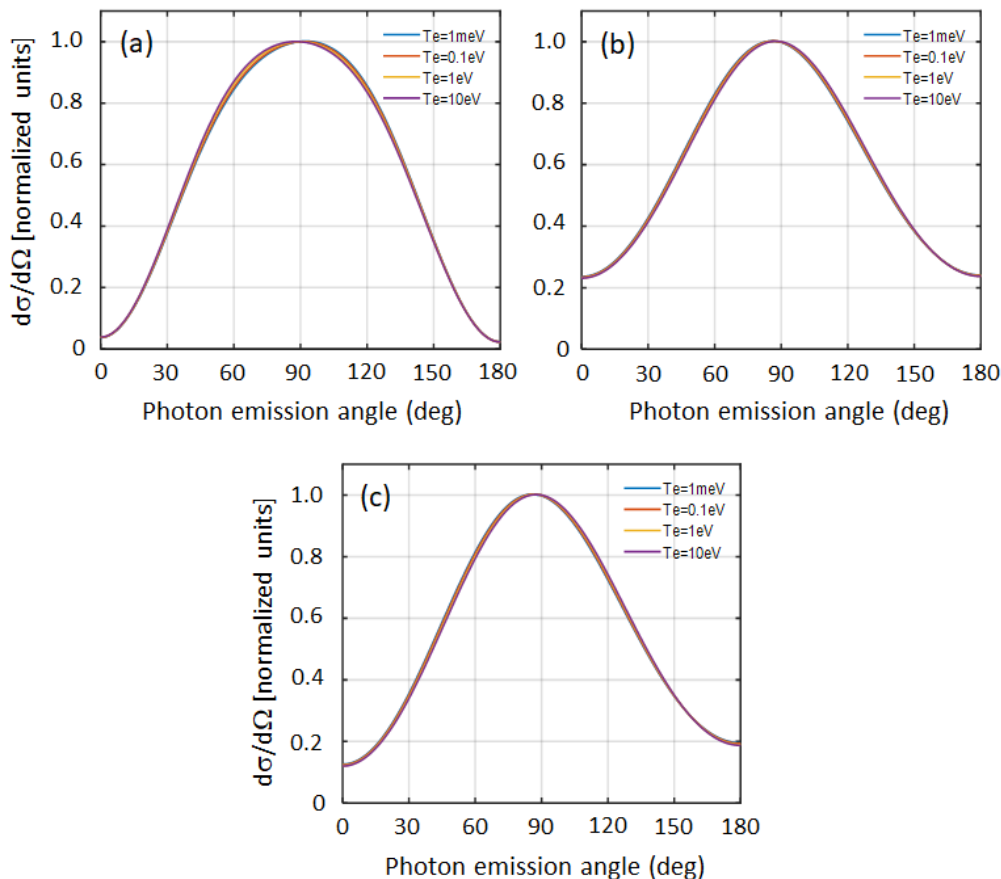 (a)
Te=1meV
Te=0.1eV
Te=1eV
Te=10eV
1.0
0.8
0.6
0.4
0.2
0
dσ/dΩ [normalized units]
0 30 60 90 120 150 180
Photon emission angle (deg)
(b)
Te=1meV
Te=0.1eV
Te=1eV
Te=10eV
1.0
0.8
0.6
0.4
0.2
0
0 30 60 90 120 150 180
Photon emission angle (deg)
(c)
Te=1meV
Te=0.1eV
Te=1eV
Te=10eV
1.0
0.8
0.6
0.4
0.2
0
dσ/dΩ [normalized units]
0 30 60 90 120 150 180
Photon emission angle (deg)